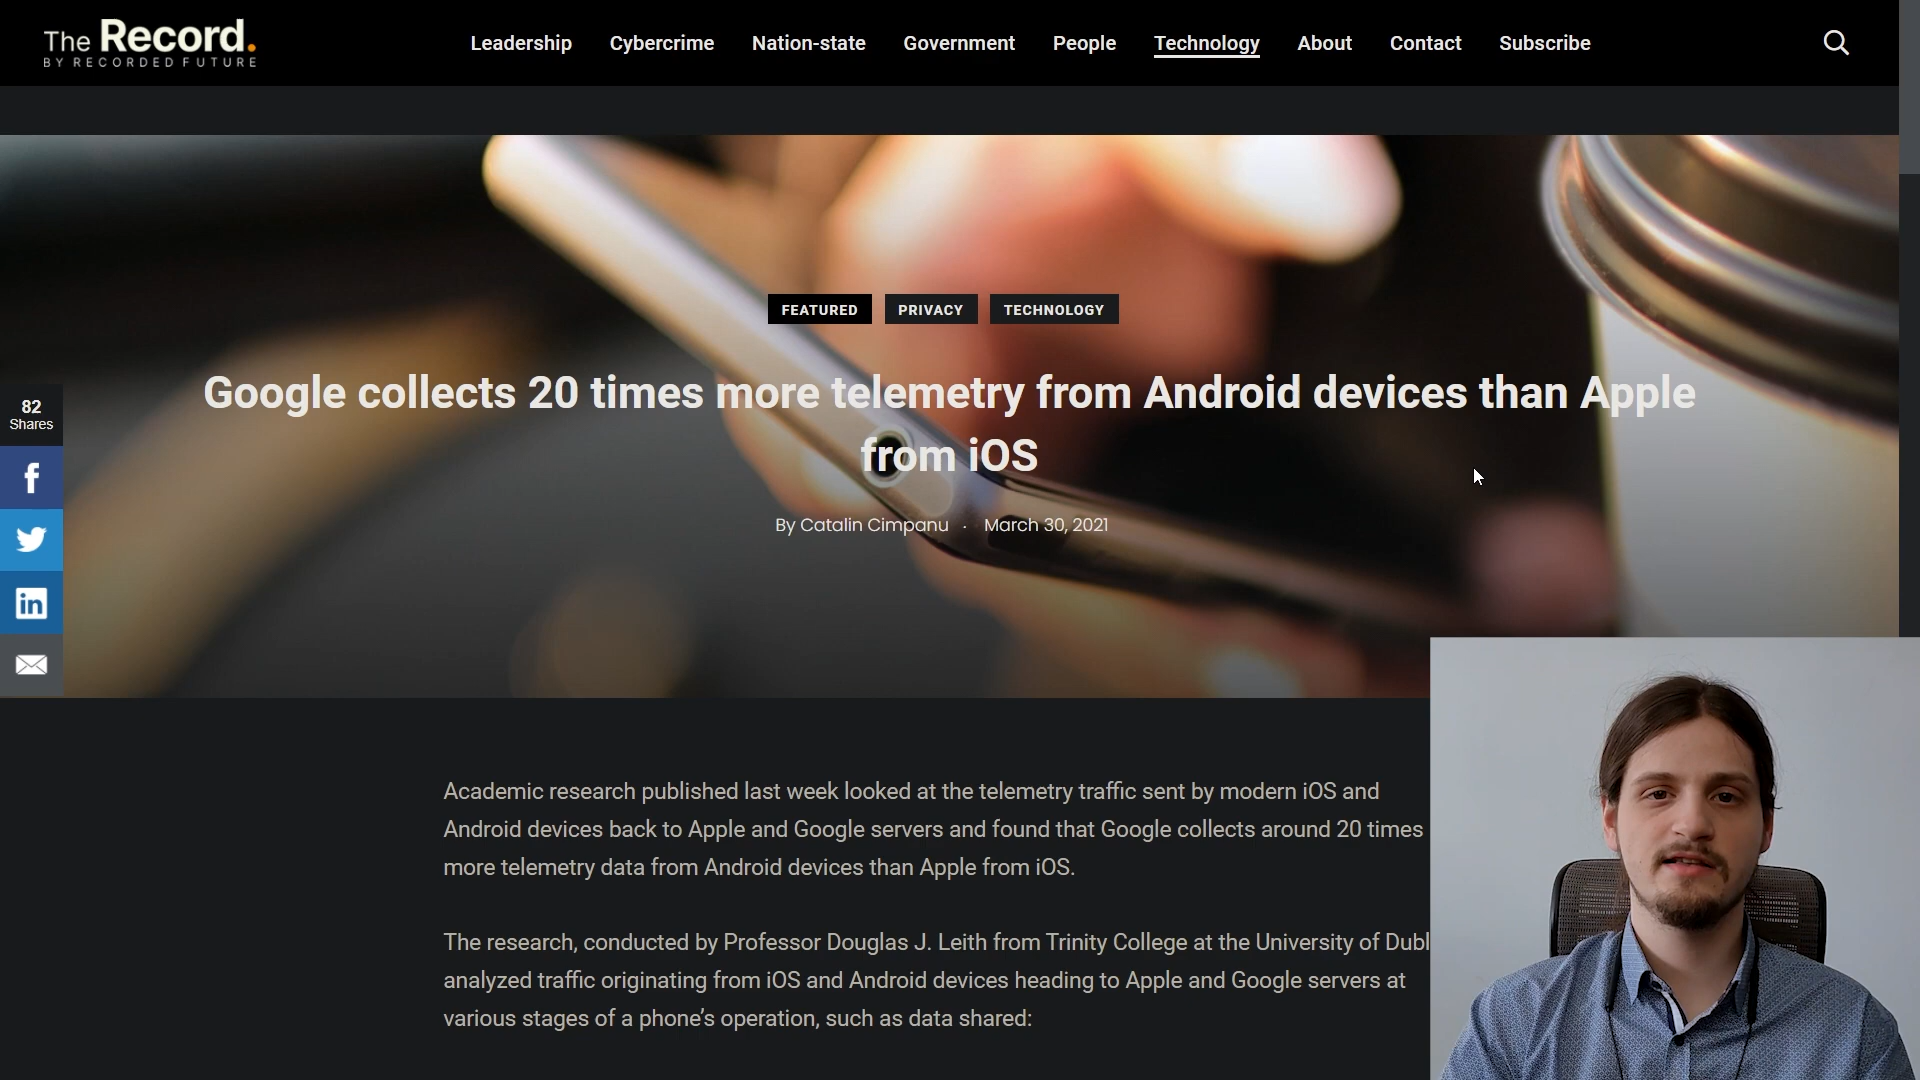 The Record.
BY RECORDED FUTURE
Leadership Cybercrime Nation-state Government People Technology About Contact Subscribe
FEATURED PRIVACY TECHNOLOGY
Google collects 20 times more telemetry from Android devices than Apple
from iOS
By Catalin Cimpanu · March 30, 2021
82
Shares
Academic research published last week looked at the telemetry traffic sent by modern iOS and
Android devices back to Apple and Google servers and found that Google collects around 20 times
more telemetry data from Android devices than Apple from iOS.
The research, conducted by Professor Douglas J. Leith from Trinity College at the University of Dubl
analyzed traffic originating from iOS and Android devices heading to Apple and Google servers at
various stages of a phone's operation, such as data shared: